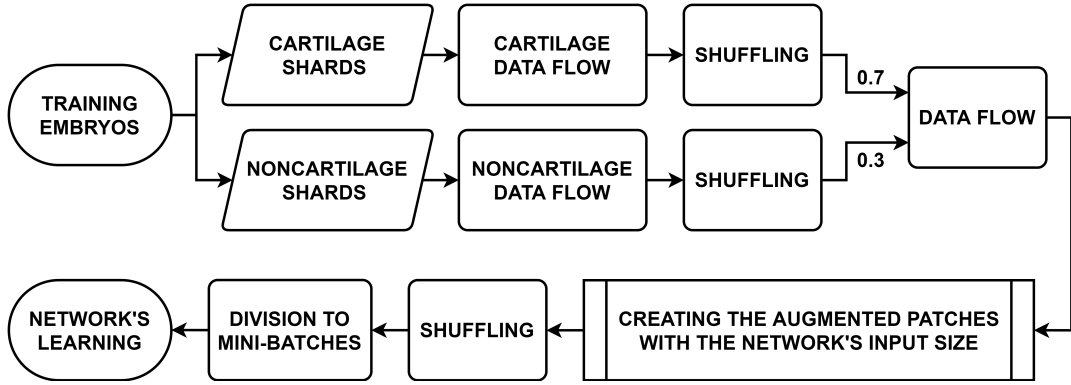 TRAINING
EMBRYOS
CARTILAGE
SHARDS
CARTILAGE
DATA FLOW
SHUFFLING
0.7
NONCARTILAGE
SHARDS
NONCARTILAGE
DATA FLOW
SHUFFLING
0.3
DATA FLOW
CREATING THE AUGMENTED PATCHES
WITH THE NETWORK'S INPUT SIZE
SHUFFLING
DIVISION TO
MINI-BATCHES
NETWORK'S
LEARNING